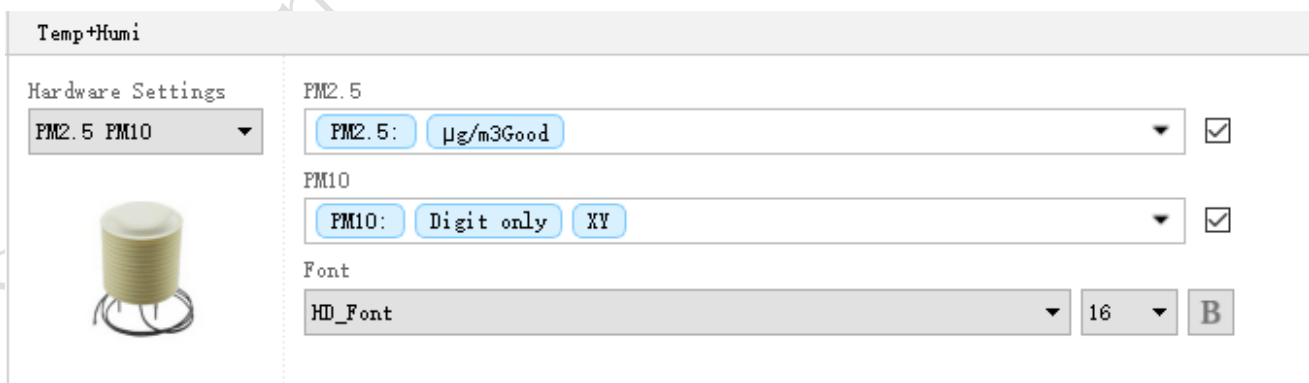 Temp+Humi
Hardware Settings
PM2.5 PM10
PM2.5
PM2.5: μg/m3Good
PM10
PM10: Digit only XY
Font
HD_Font 16 B